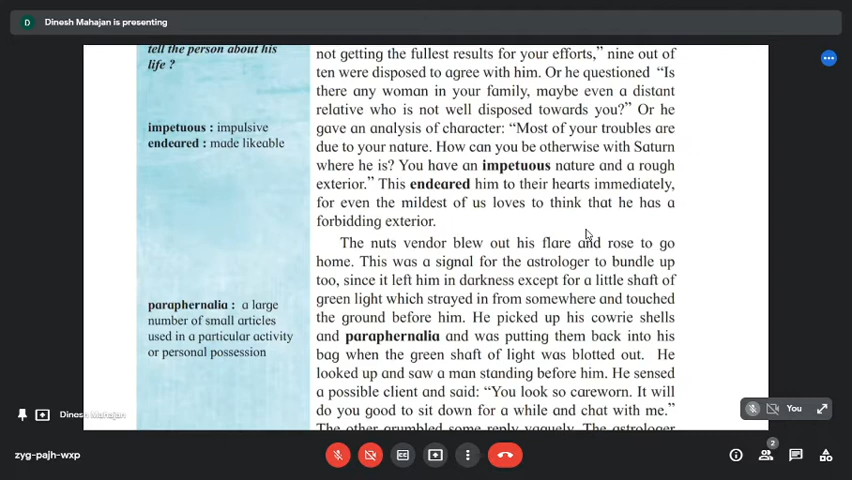 D Dinesh Mahajan is presenting
tell the person about his
life ?
impetuous : impulsive
endeared : made likeable
paraphernalia : a large
number of small articles
used in a particular activity
or personal possession
not getting the fullest results for your efforts,” nine out of
ten were disposed to agree with him. Or he questioned “Is
there any woman in your family, maybe even a distant
relative who is not well disposed towards you?” Or he
gave an analysis of character: “Most of your troubles are
due to your nature. How can you be otherwise with Saturn
where he is? You have an impetuous nature and a rough
exterior.” This endeared him to their hearts immediately,
for even the mildest of us loves to think that he has a
forbidding exterior.
The nuts vendor blew out his flare and rose to go
home. This was a signal for the astrologer to bundle up
too, since it left him in darkness except for a little shaft of
green light which strayed in from somewhere and touched
the ground before him. He picked up his cowrie shells
and paraphernalia and was putting them back into his
bag when the green shaft of light was blotted out. He
looked up and saw a man standing before him. He sensed
a possible client and said: “You look so careworn. It will
do you good to sit down for a while and chat with me.”
The other grumbled some reply vaguely. The astrologer
Dinesh Mahajan
You
zyg-pajh-wxp
CC
2